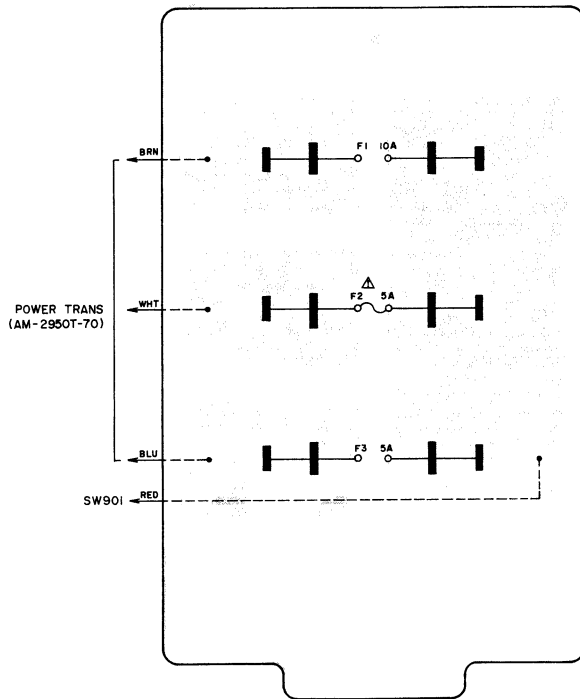 BRN
F1 10A
WHT
F2 5A
POWER TRANS
(AM-2950T-70)
BLU
F3 5A
SW901
RED